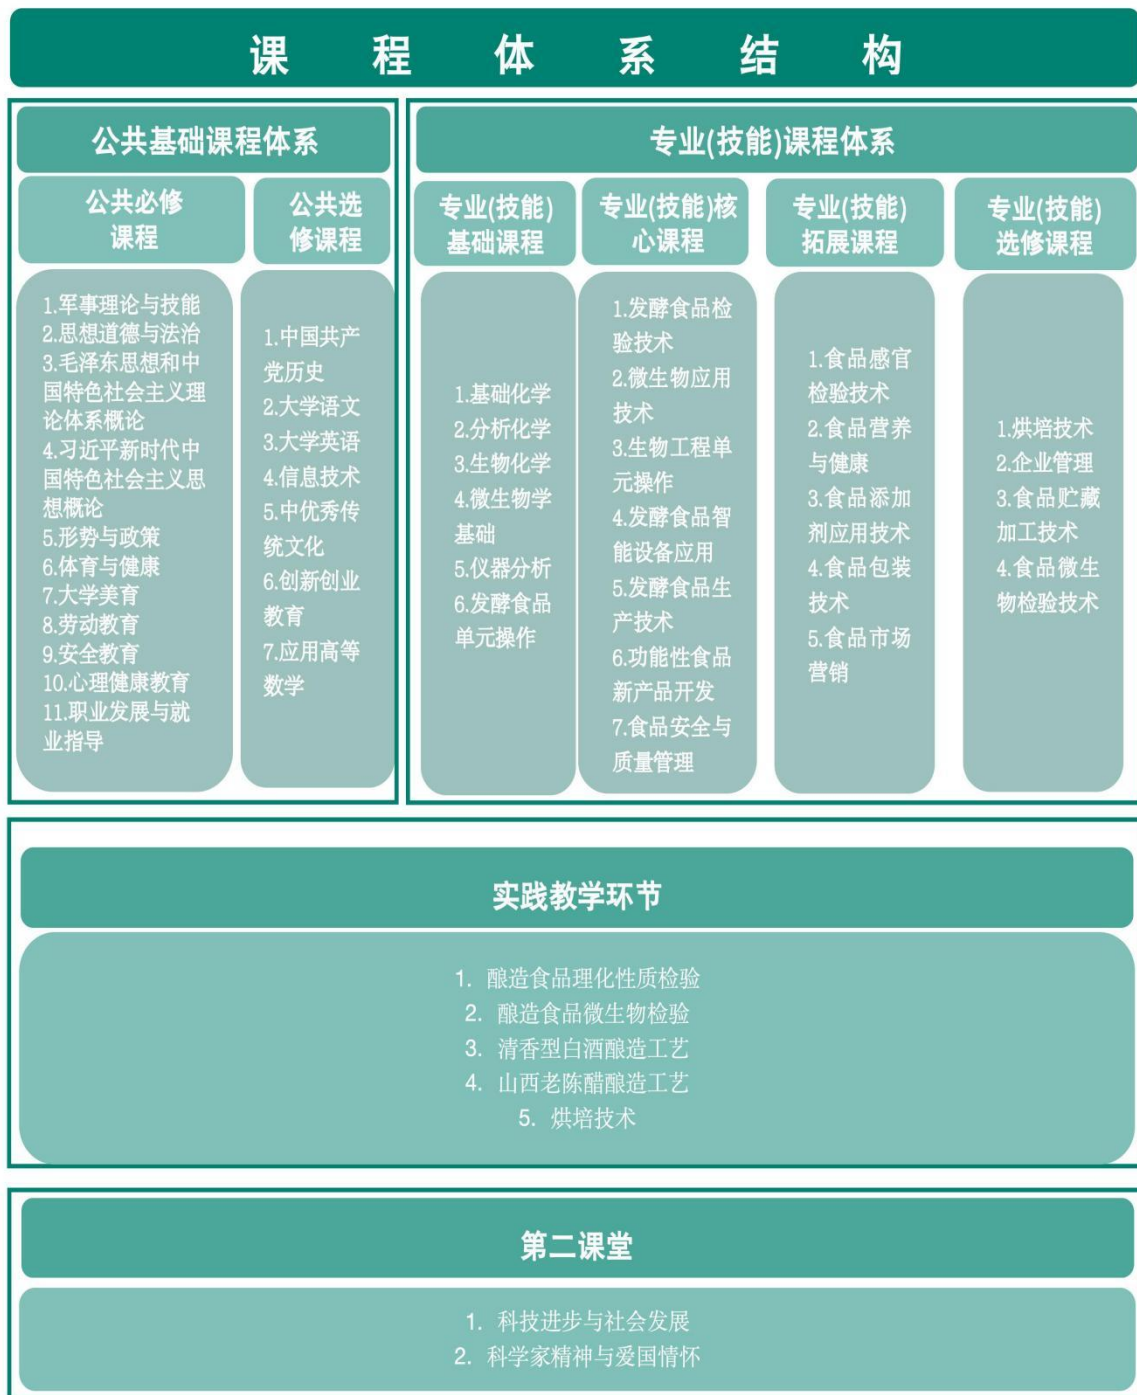 课程体系结构
公共基础课程体系
公共必修
课程
1.军事理论与技能
2.思想道德与法治
3.毛泽东思想和中
国特色社会主义理
论体系概论
4.习近平新时代中
国特色社会主义思
想概论
5.形势与政策
6.体育与健康
7.大学美育
8.劳动教育
9.安全教育
10.心理健康教育
11.职业发展与就
业指导
公共选
修课程
1.中国共产
党历史
2.大学语文
3.大学英语
4.信息技术
5.中优秀传
统文化
6.创新创业
教育
7.应用高等
数学
专业(技能)课程体系
专业(技能)
基础课程
1.基础化学
2.分析化学
3.生物化学
4.微生物学
基础
5.仪器分析
6.发酵食品
单元操作
专业(技能)核
心课程
1.发酵食品检
验技术
2.微生物应用
技术
3.生物工程单
元操作
4.发酵食品智
能设备应用
5.发酵食品生
产技术
6.功能性食品
新产品开发
7.食品安全与
质量管理
专业(技能)
拓展课程
1.食品感官
检验技术
2.食品营养
与健康
3.食品添加
剂应用技术
4.食品包装
技术
5.食品市场
营销
专业(技能)
选修课程
1.烘培技术
2.企业管理
3.食品贮藏
加工技术
4.食品微生
物检验技术
实践教学环节
1. 酿造食品理化性质检验
2. 酿造食品微生物检验
3. 清香型白酒酿造工艺
4. 山西老陈醋酿造工艺
5. 烘培技术
第二课堂
1. 科技进步与社会发展
2. 科学家精神与爱国情怀